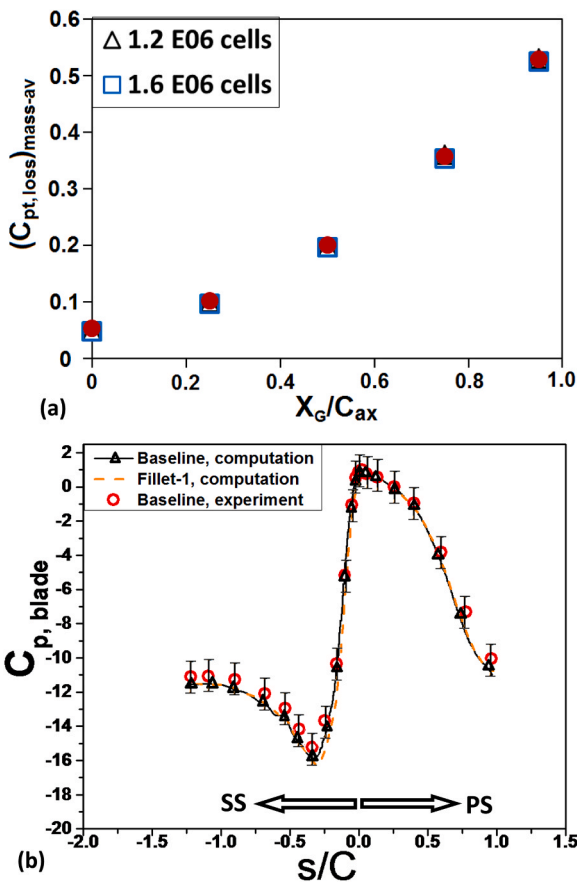 0.6
△ 1.2 E06 cells
□ 1.6 E06 cells
0.5
0.4
0.3
0.2
0.1
0
(Cpt,loss)mass-av
0 0.2 0.4 0.6 0.8 1.0
(a) XG/Cax
2
0
-2
-4
-6
-8
-10
-12
-14
-16
-18
-20
Baseline, computation
Fillet-1, computation
Baseline, experiment
Cp, blade
SS PS
-2.0 -1.5 -1.0 -0.5 0.0 0.5 1.0 1.5
(b) s/C